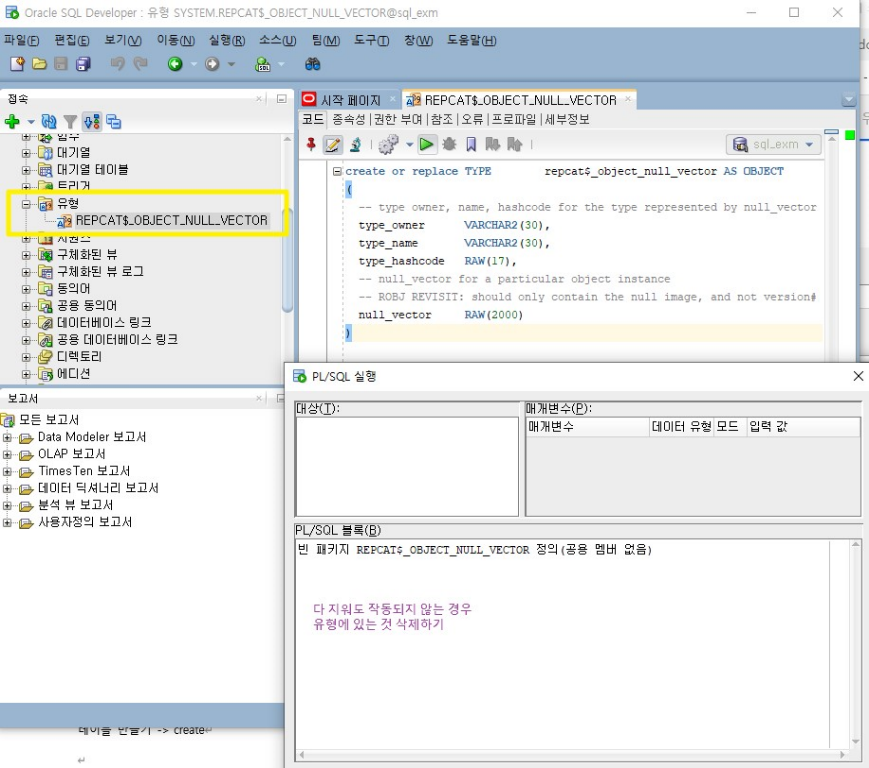 Oracle SQL Developer : 유형 SYSTEM.REPCAT$_OBJECT_NULL_VECTOR@sql_exm
파일(F) 편집(E) 보기(V) 이동(N) 실행(R) 소스(U) 팀(M) 도구(T) 창(W) 도움말(H)
접속
대기열
대기열 테이블
트리거
유형
REPCAT$_OBJECT_NULL_VECTOR
시퀀스
구체화된 뷰
구체화된 뷰 로그
동의어
공용 동의어
데이터베이스 링크
공용 데이터베이스 링크
디렉토리
에디션
시작 페이지
REPCAT$_OBJECT_NULL_VECTOR
코드 종속성 권한 부여 참조 오류 프로파일 세부정보
SQL
sql_exm
create or replace TYPE repcat$_object_null_vector AS OBJECT
(
-- type owner, name, hashcode for the type represented by null_vector
type_owner VARCHAR2(30),
type_name VARCHAR2(30),
type_hashcode RAW(17),
-- null_vector for a particular object instance
-- ROBJ REVISIT: should only contain the null image, and not version#
null_vector RAW(2000)
)
보고서
모든 보고서
Data Modeler 보고서
OLAP 보고서
TimesTen 보고서
데이터 딕셔너리 보고서
분석 뷰 보고서
사용자정의 보고서
PL/SQL 실행
대상(T):
매개변수(P):
매개변수 데이터 유형 모드 입력 값
PL/SQL 블록(B)
빈 패키지 REPCAT$_OBJECT_NULL_VECTOR 정의(공용 멤버 없음)
다 지워도 작동되지 않는 경우
유형에 있는 것 삭제하기
만들기 -> create